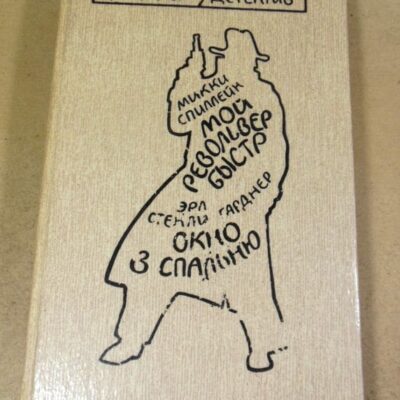 ДЕТЕКТИВ
МИККИ
СПИЛЛЕЙН
МОЙ
РЕВОЛЬВЕР
БЫСТР
ЭРЛ
СТЕНЛИ ГАРДНЕР
ОКНО
З СПАЛЬНЮ